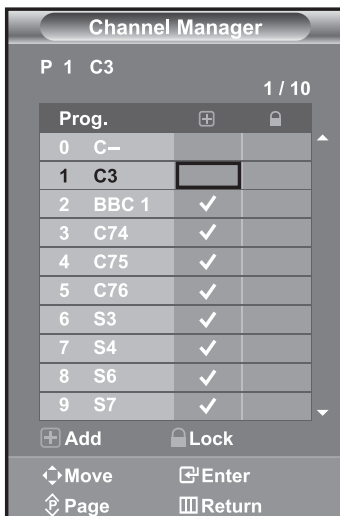 Channel Manager
P 1 C3
1 / 10
Prog.
0 C–
1 C3
2 BBC 1
3 C74
4 C75
5 C76
6 S3
7 S4
8 S6
9 S7
Add Lock
Move Enter
Page Return